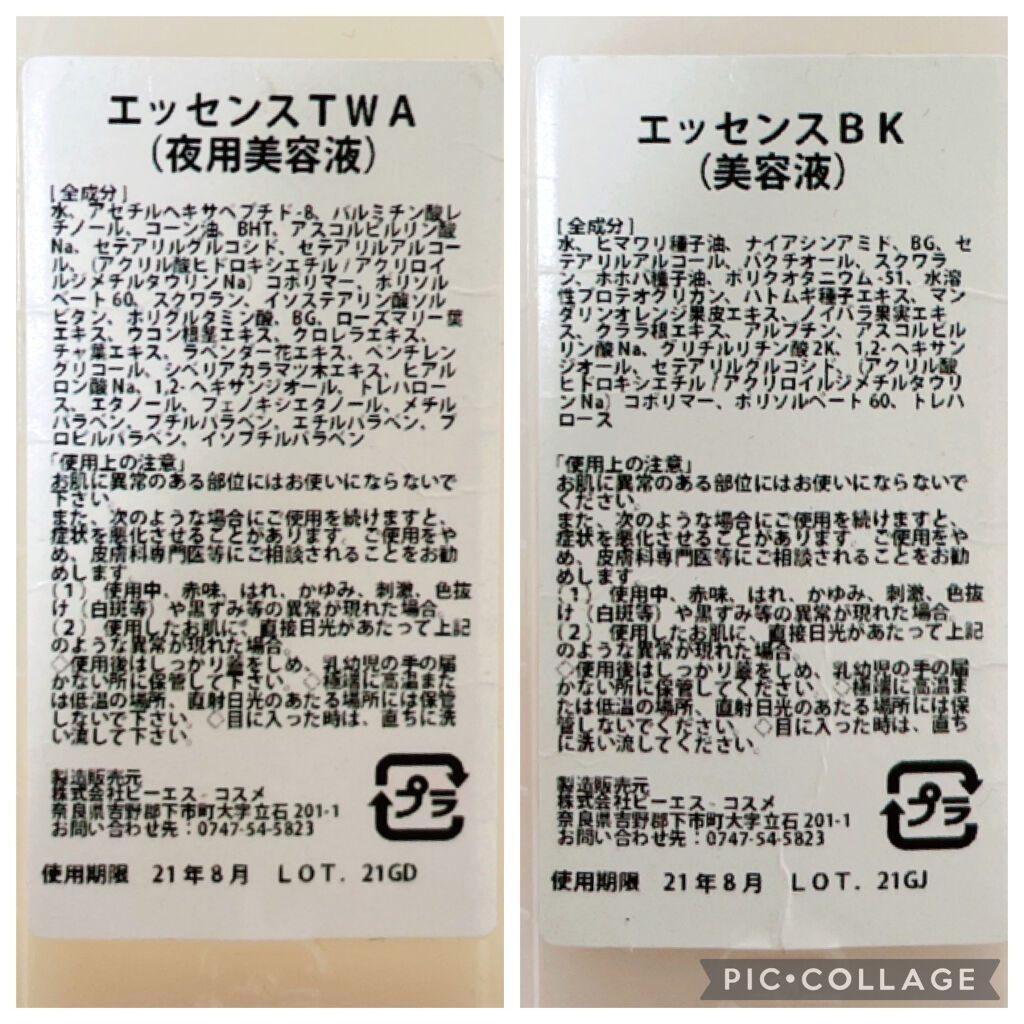 エッセンスＴＷＡ
（夜用美容液）
[全成分]
水、アセチルヘキサペプチド-8、パルミチン酸レ
チノール、コーン油、BHT、アスコルビルリン酸
Na、セテアリルグルコシド、セテアリルアルコー
ル、（アクリル酸ヒドロキシエチル / アクリロイ
ルジメチルタウリンNa）コポリマー、ポリソル
ベート 60、スクワラン、イソステアリン酸ソル
ビタン、ポリグルタミン酸、BG、ローズマリー葉
エキス、ウコン根茎エキス、クロレラエキス、
チャ葉エキス、ラベンダー花エキス、ペンチレン
グリコール、シベリアカラマツ木エキス、ヒアル
ロン酸 Na、1,2-ヘキサンジオール、トレハロー
ス、エタノール、フェノキシエタノール、メチル
パラベン、ブチルパラベン、エチルパラベン、プ
ロピルパラベン、イソブチルパラベン
「使用上の注意」
お肌に異常のある部位にはお使いにならないで
下さい。
また、次のような場合にご使用を続けますと、
症状を悪化させることがあります。ご使用をや
め、皮膚科専門医等にご相談されることをお勧
めします。
（1） 使用中、赤味、はれ、かゆみ、刺激、色抜
け（白斑等）や黒ずみ等の異常が現れた場合。
（2） 使用したお肌に、直接日光があたって上記
のような異常が現れた場合。
◇使用後はしっかり蓋をしめ、乳幼児の手の届
かない所に保管して下さい。◇極端に高温また
は低温の場所、直射日光のあたる場所には保管
しないで下さい。◇目に入った時は、直ちに洗
い流して下さい。
製造販売元
株式会社ピーエス - コスメ
奈良県吉野郡下市町大字立石 201-1
お問い合わせ先：0747-54-5823
プラ
使用期限 21年8月 ＬＯＴ．21GD
エッセンスＢＫ
（美容液）
[全成分]
水、ヒマワリ種子油、ナイアシンアミド、BG、セ
テアリルアルコール、バクチオール、スクワラ
ン、ホホバ種子油、ポリクオタニウム-51、水溶
性プロテオグリカン、ハトムギ種子エキス、マン
ダリンオレンジ果皮エキス、ノイバラ果実エキ
ス、クララ根エキス、アルブチン、アスコルビル
リン酸 Na、グリチルリチン酸 2K、1,2-ヘキサン
ジオール、セテアリルグルコシド、（アクリル酸
ヒドロキシエチル / アクリロイルジメチルタウリ
ンNa）コポリマー、ポリソルベート 60、トレハ
ロース
「使用上の注意」
お肌に異常のある部位にはお使いにならないで
ください。
また、次のような場合にご使用を続けますと、
症状を悪化させることがあります。ご使用をや
め、皮膚科専門医等にご相談されることをお勧
めします。
（1） 使用中、赤味、はれ、かゆみ、刺激、色抜
け（白斑等）や黒ずみ等の異常が現れた場合。
（2） 使用したお肌に、直接日光があたって上記
のような異常が現れた場合。
◇使用後はしっかり蓋をしめ、乳幼児の手の届
かない所に保管してください。◇極端に高温ま
たは低温の場所、直射日光のあたる場所には保
管しないでください。◇目に入った時は、直ち
に洗い流してください。
製造販売元
株式会社ピーエス - コスメ
奈良県吉野郡下市町大字立石 201-1
お問い合わせ先：0747-54-5823
プラ
使用期限 21年8月 ＬＯＴ．21GJ
PIC•COLLAGE